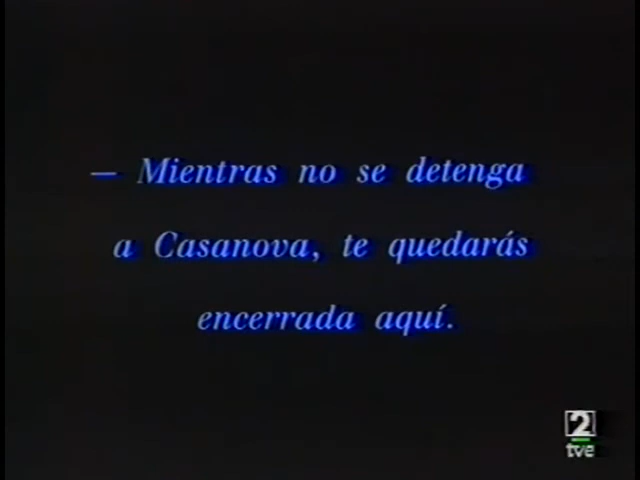 — Mientras no se detenga
a Casanova, te quedarás
encerrada aquí.
2
tve